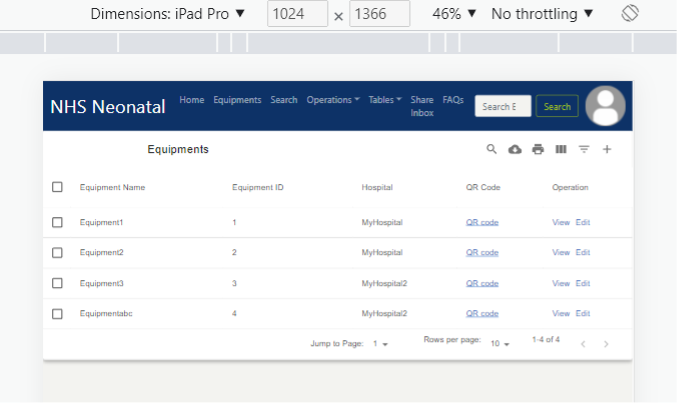 Dimensions: iPad Pro ▼ 1024 × 1366 46% ▼ No throttling ▼
NHS Neonatal Home Equipments Search Operations Tables Share Inbox FAQs Search E Search
Equipments
Equipment Name Equipment ID Hospital QR Code Operation
Equipment1 1 MyHospital QR code View Edit
Equipment2 2 MyHospital QR code View Edit
Equipment3 3 MyHospital2 QR code View Edit
Equipmentabc 4 MyHospital2 QR code View Edit
Jump to Page: 1 Rows per page: 10 1-4 of 4